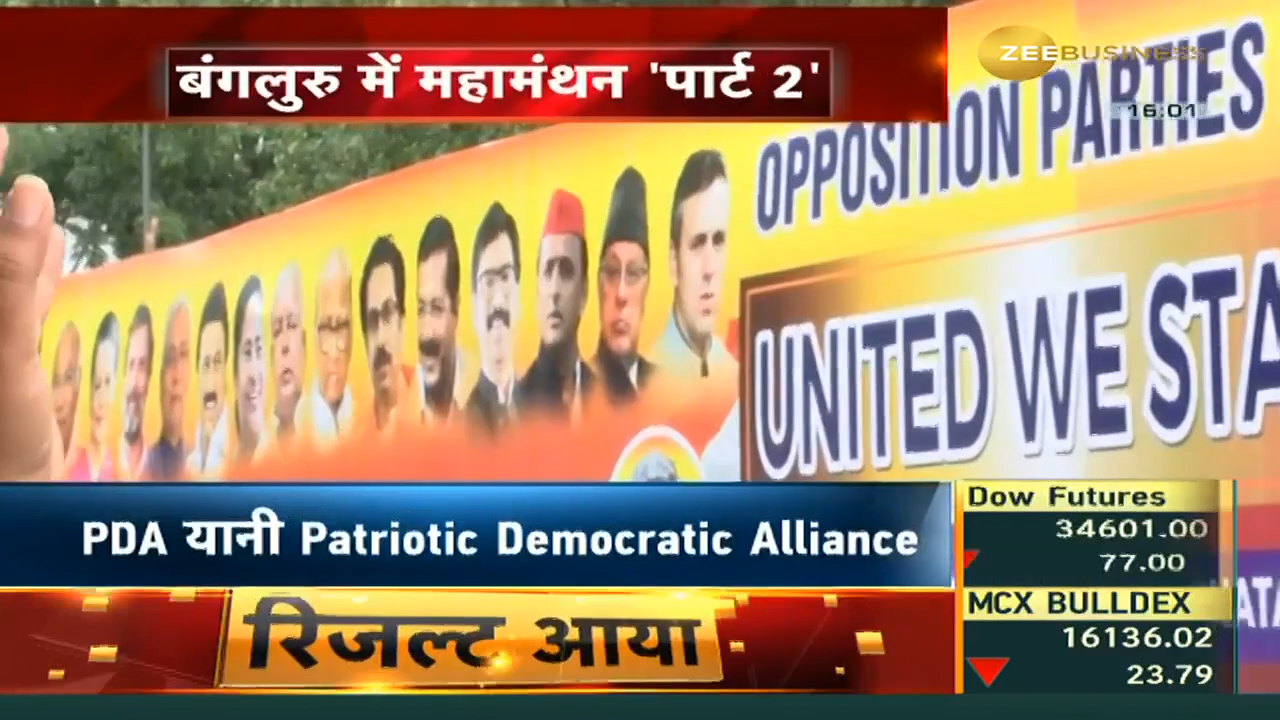 बंगलुरु में महामंथन 'पार्ट 2'
ZEEBUSINESS
16:01
OPPOSITION PARTIES
UNITED WE STA
PDA यानी Patriotic Democratic Alliance
रिजल्ट आया
Dow Futures
34601.00
77.00
MCX BULLDEX
16136.02
23.79